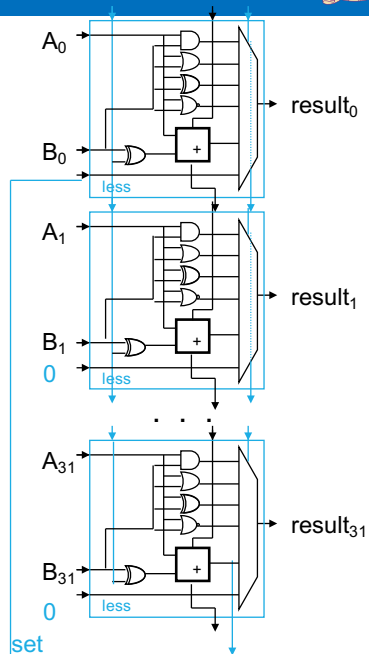 A0
result0
+
B0
less
A1
result1
+
B1
0
less
. . .
A31
result31
+
B31
0
less
set